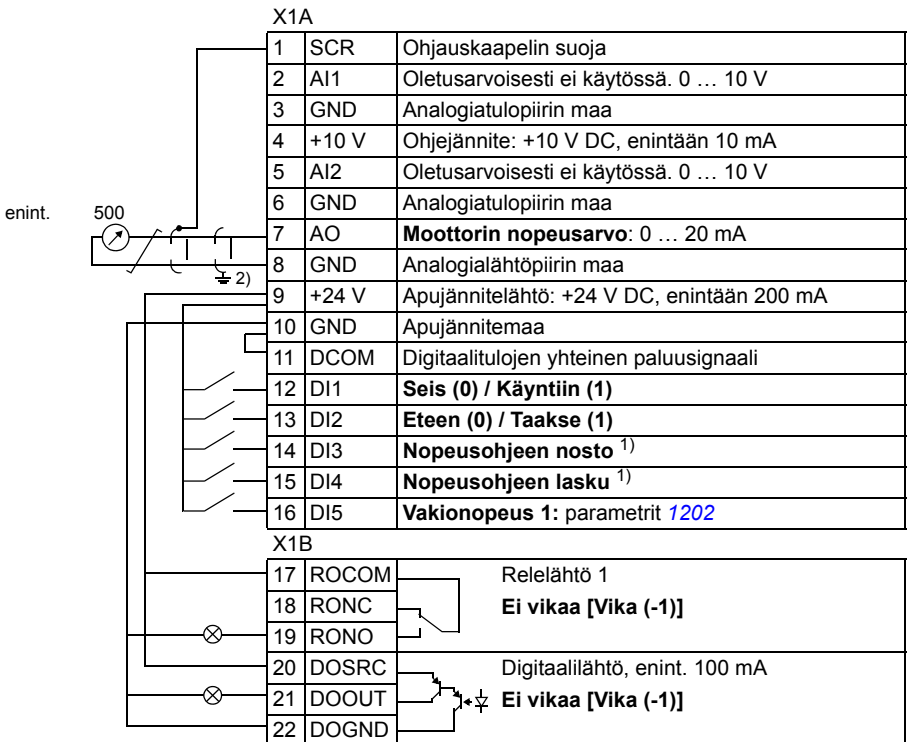 X1A
1 SCR Ohjauskaapelin suoja
2 AI1 Oletusarvoisesti ei käytössä. 0 … 10 V
3 GND Analogiatulopiirin maa
4 +10 V Ohjejännite: +10 V DC, enintään 10 mA
5 AI2 Oletusarvoisesti ei käytössä. 0 … 10 V
6 GND Analogiatulopiirin maa
enint. 500
7 AO Moottorin nopeusarvo: 0 … 20 mA
8 GND Analogialähtöpiirin maa
2)
9 +24 V Apujännitelähtö: +24 V DC, enintään 200 mA
10 GND Apujännitemaa
11 DCOM Digitaalitulojen yhteinen paluusignaali
12 DI1 Seis (0) / Käyntiin (1)
13 DI2 Eteen (0) / Taakse (1)
14 DI3 Nopeusohjeen nosto 1)
15 DI4 Nopeusohjeen lasku 1)
16 DI5 Vakionopeus 1: parametrit 1202
X1B
17 ROCOM Relelähtö 1
18 RONC Ei vikaa [Vika (-1)]
19 RONO
20 DOSRC Digitaalilähtö, enint. 100 mA
21 DOOUT Ei vikaa [Vika (-1)]
22 DOGND